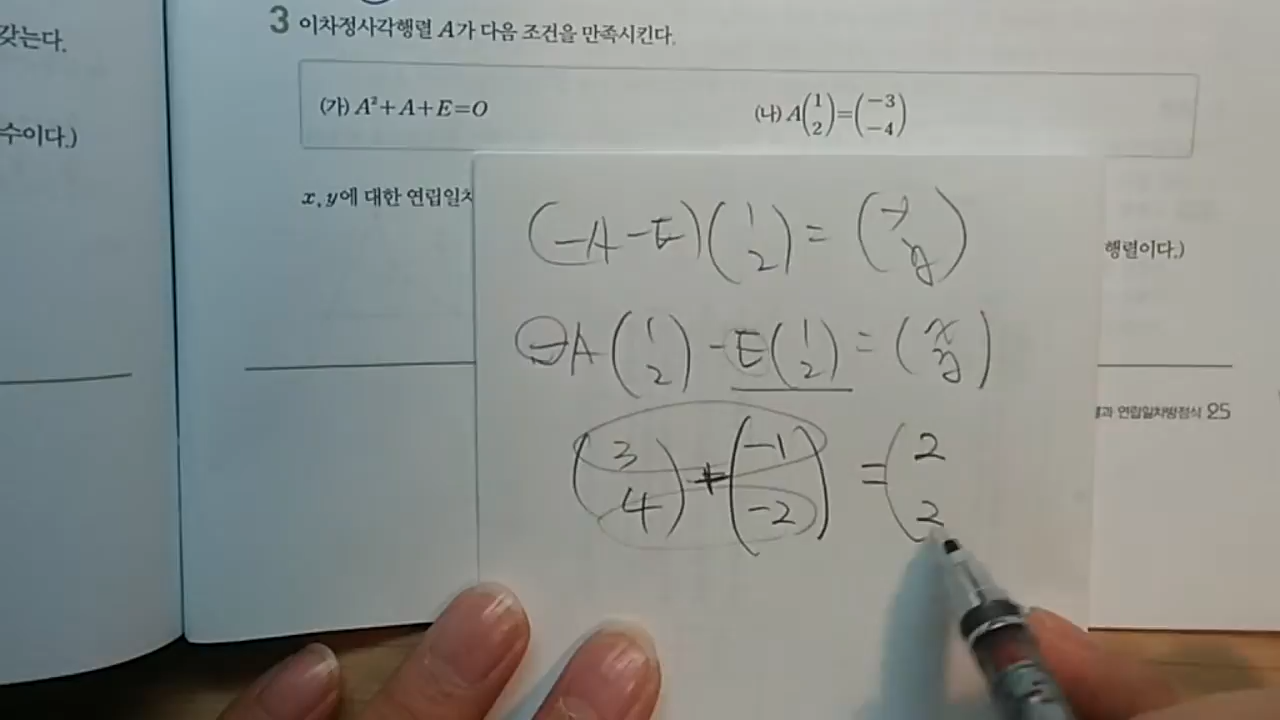 갖는다.
수이다.)
3 이차정사각행렬 A가 다음 조건을 만족시킨다.
(가) A²+A+E=O (나) A(1 2)=(-3 -4)
x, y에 대한 연립일차
행렬이다.)
(-A-E)(1 2)=(x y)
-A(1 2)-E(1 2)=(x y)
(3 4)+(-1 -2)=(2 2
연립일차방정식 25